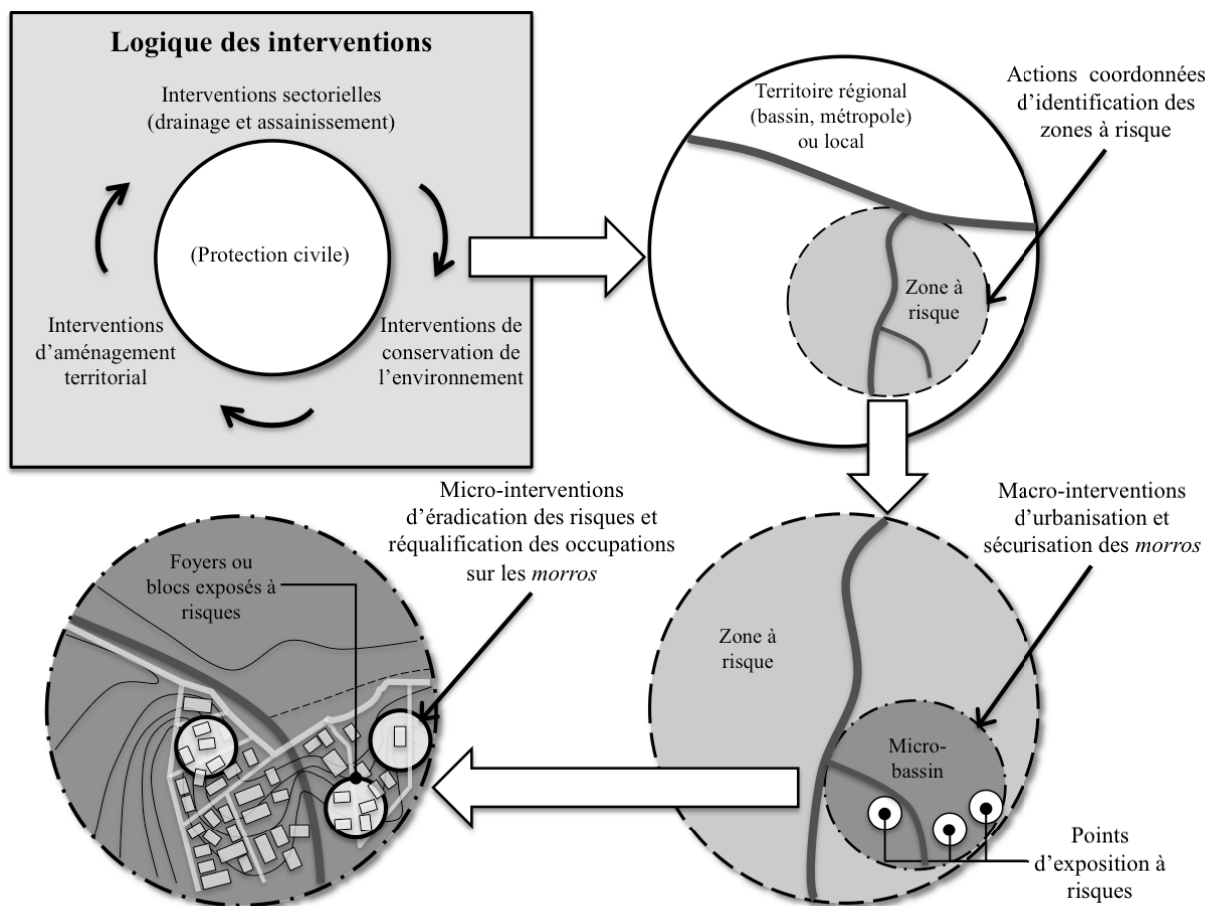 Logique des interventions
Interventions sectorielles
(drainage et assainissement)
(Protection civile)
Interventions
d’aménagement
territorial
Interventions de
conservation de
l’environnement
Territoire régional
(bassin, métropole)
ou local
Actions coordonnées
d’identification des
zones à risque
Zone à
risque
Micro-interventions
d’éradication des risques et
réqualification des occupations
sur les morros
Foyers ou
blocs exposés à
risques
Macro-interventions
d’urbanisation et
sécurisation des morros
Zone à
risque
Micro-
bassin
Points
d’exposition à
risques